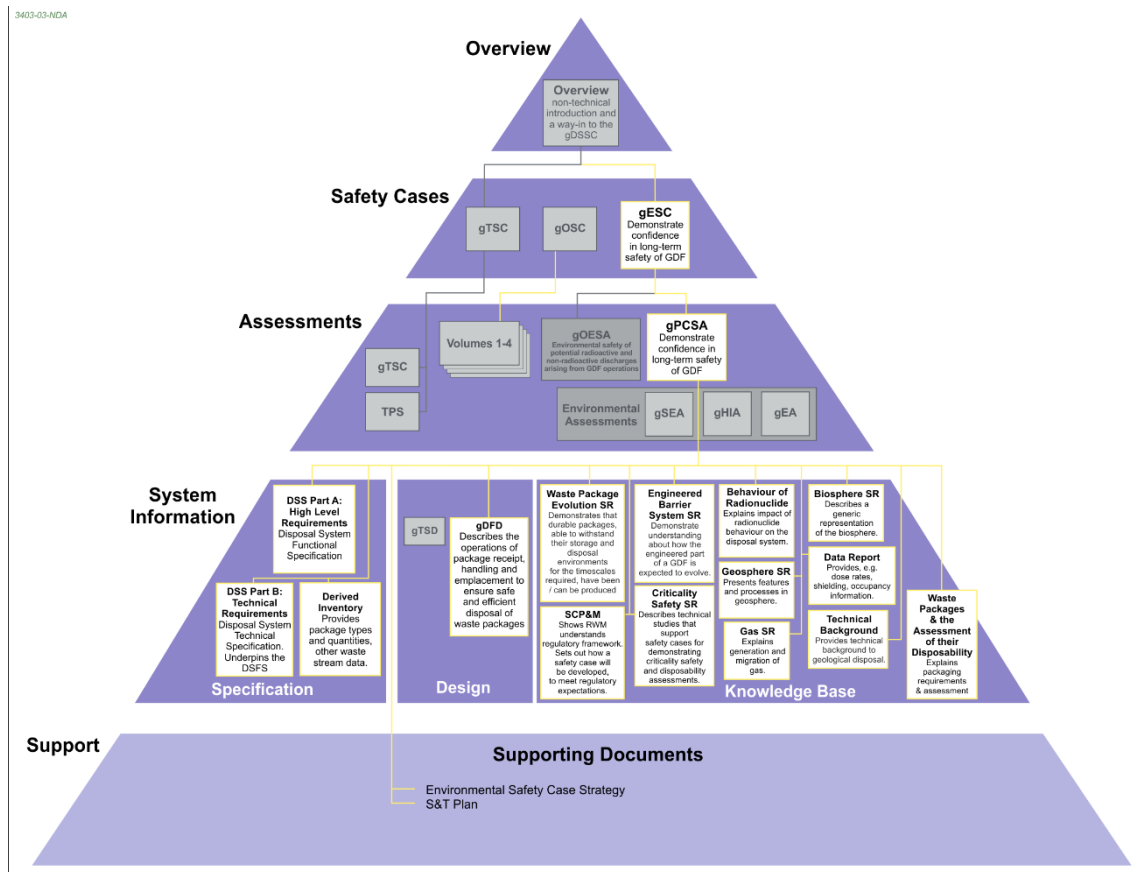 3403-03-NDA
Overview
Overview
non-technical
introduction and
a way-in to the
gDSSC
Safety Cases
gTSC
gOSC
gESC
Demonstrate
confidence
in long-term
safety of GDF
Assessments
gTSC
TPS
Volumes 1-4
gOESA
Environmental safety of
potential radioactive and
non-radioactive discharges
arising from GDF operations
gPCSA
Demonstrate
confidence in
long-term safety
of GDF
Environmental
Assessments
gSEA
gHIA
gEA
System
Information
DSS Part A:
High Level
Requirements
Disposal System
Functional
Specification
DSS Part B:
Technical
Requirements
Disposal System
Technical
Specification.
Underpins the
DSFS
Derived
Inventory
Provides
package types
and quantities,
other waste
stream data.
Specification
gTSD
gDFD
Describes the
operations of
package receipt,
handling and
emplacement to
ensure safe
and efficient
disposal of
waste packages
Design
Waste Package
Evolution SR
Demonstrates that
durable packages,
able to withstand
their storage and
disposal
environments
for the timescales
required, have been
/ can be produced
SCP&M
Shows RWM
understands
regulatory framework.
Sets out how a
safety case will
be developed,
to meet regulatory
expectations.
Engineered
Barrier
System SR
Demonstrate
understanding
about how the
engineered part
of a GDF is
expected to evolve.
Criticality
Safety SR
Describes technical
studies that
support
safety cases for
demonstrating
criticality safety
and disposability
assessments.
Behaviour of
Radionuclide
Explains impact of
radionuclide
behaviour on the
disposal system.
Geosphere SR
Presents features
and processes in
geosphere.
Gas SR
Explains
generation and
migration of
gas.
Biosphere SR
Describes a
generic
representation
of the biosphere.
Data Report
Provides, e.g.
dose rates,
shielding, occupancy
information.
Technical
Background
Provides technical
background to
geological disposal.
Waste
Packages
& the
Assessment
of their
Disposability
Explains
packaging
requirements
& assessment
Knowledge Base
Support
Supporting Documents
Environmental Safety Case Strategy
S&T Plan